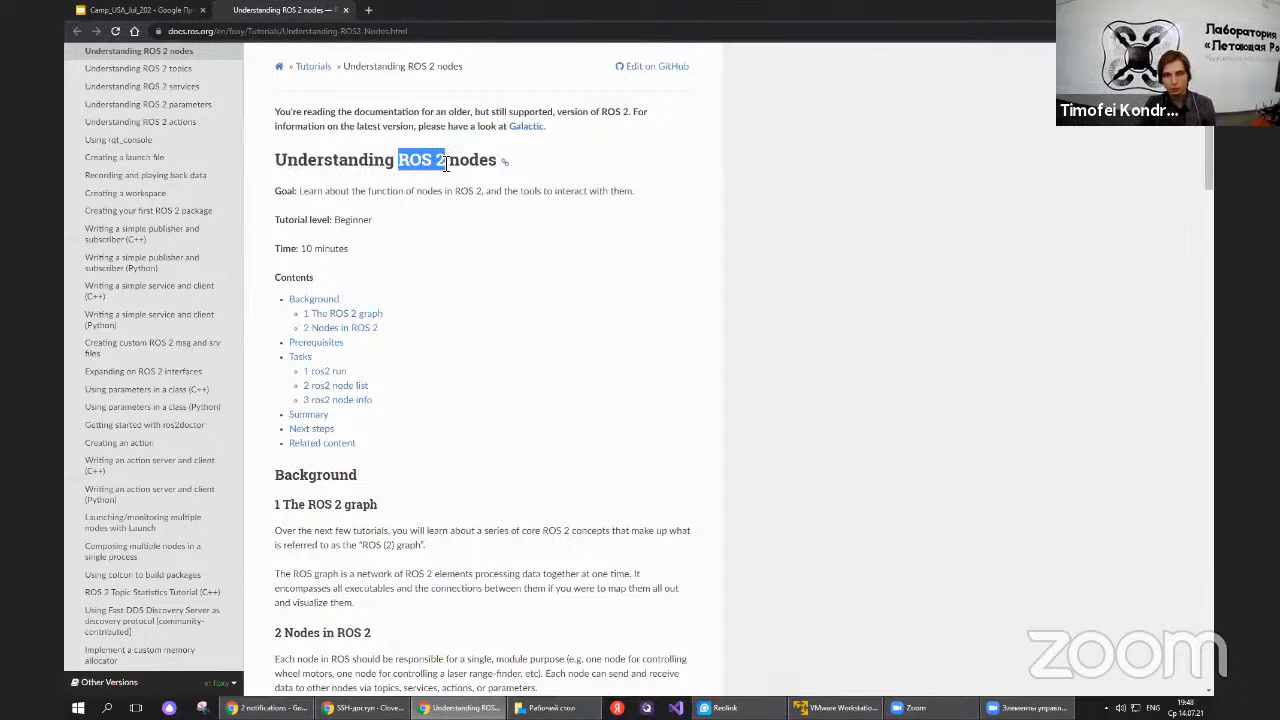 Camp_USA_Jul_202 - Google Пр
Understanding ROS 2 nodes —
docs.ros.org/en/foxy/Tutorials/Understanding-ROS2-Nodes.html
Лаборатория
«Летающая Ро
Timofei Kondr...
Understanding ROS 2 nodes
Understanding ROS 2 topics
Understanding ROS 2 services
Understanding ROS 2 parameters
Understanding ROS 2 actions
Using rqt_console
Creating a launch file
Recording and playing back data
Creating a workspace
Creating your first ROS 2 package
Writing a simple publisher and
subscriber (C++)
Writing a simple publisher and
subscriber (Python)
Writing a simple service and client
(C++)
Writing a simple service and client
(Python)
Creating custom ROS 2 msg and srv
files
Expanding on ROS 2 interfaces
Using parameters in a class (C++)
Using parameters in a class (Python)
Getting started with ros2doctor
Creating an action
Writing an action server and client
(C++)
Writing an action server and client
(Python)
Launching/monitoring multiple
nodes with Launch
Composing multiple nodes in a
single process
Using colcon to build packages
ROS 2 Topic Statistics Tutorial (C++)
Using Fast DDS Discovery Server as
discovery protocol [community-
contributed]
Implement a custom memory
allocator
Other Versions v: foxy
» Tutorials » Understanding ROS 2 nodes
Edit on GitHub
You're reading the documentation for an older, but still supported, version of ROS 2. For
information on the latest version, please have a look at Galactic.
Understanding ROS 2 nodes
Goal: Learn about the function of nodes in ROS 2, and the tools to interact with them.
Tutorial level: Beginner
Time: 10 minutes
Contents
Background
1 The ROS 2 graph
2 Nodes in ROS 2
Prerequisites
Tasks
1 ros2 run
2 ros2 node list
3 ros2 node info
Summary
Next steps
Related content
Background
1 The ROS 2 graph
Over the next few tutorials, you will learn about a series of core ROS 2 concepts that make up what
is referred to as the “ROS (2) graph”.
The ROS graph is a network of ROS 2 elements processing data together at one time. It
encompasses all executables and the connections between them if you were to map them all out
and visualize them.
2 Nodes in ROS 2
Each node in ROS should be responsible for a single, module purpose (e.g. one node for controlling
wheel motors, one node for controlling a laser range-finder, etc). Each node can send and receive
data to other nodes via topics, services, actions, or parameters.
zoom
2 notifications - Go...
SSH-доступ - Clove...
Understanding ROS...
Рабочий стол
Reolink
VMware Workstatio...
Zoom
Элементы управл...
ENG
19:48
Ср 14.07.21